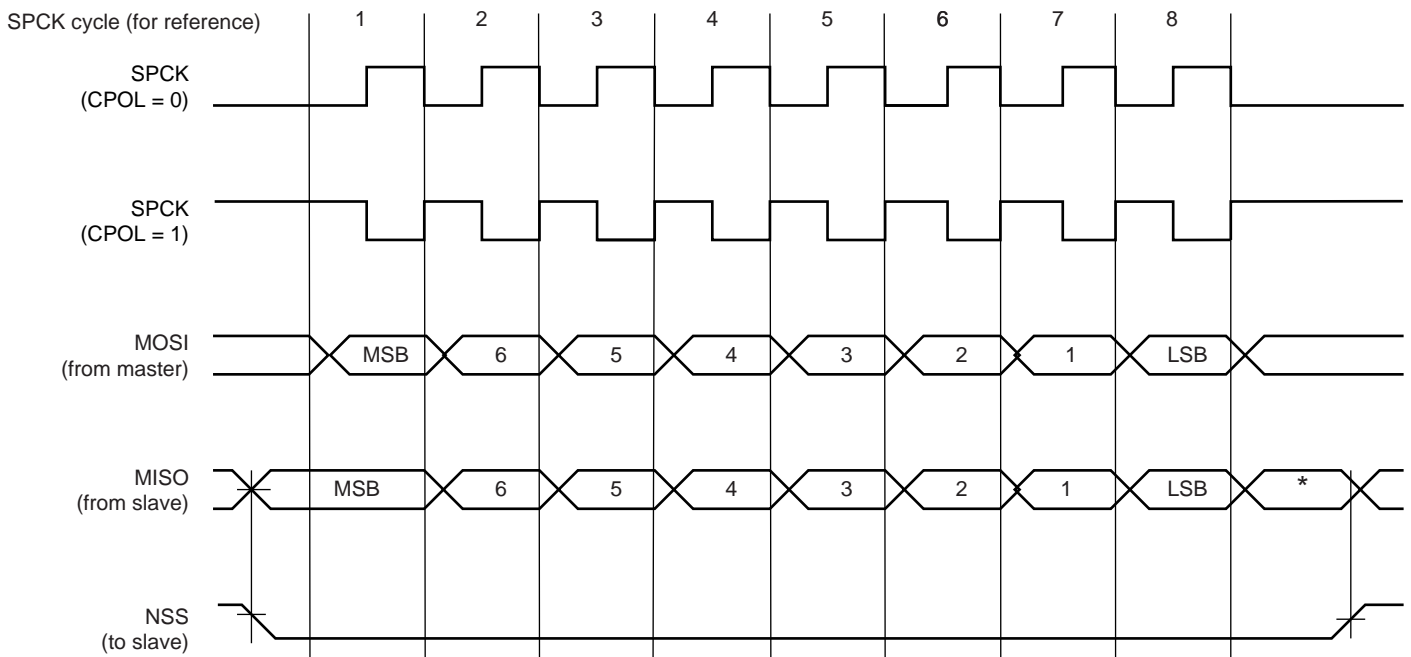 SPCK cycle (for reference) 1 2 3 4 5 6 7 8
SPCK
(CPOL = 0)
SPCK
(CPOL = 1)
MOSI
(from master)
MSB 6 5 4 3 2 1 LSB
MISO
(from slave)
MSB 6 5 4 3 2 1 LSB *
NSS
(to slave)